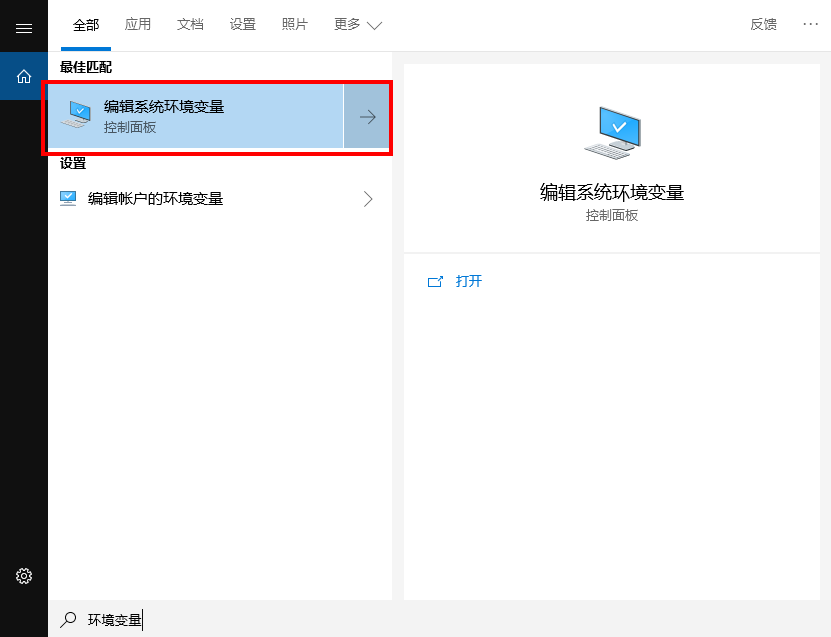 全部 应用 文档 设置 照片 更多 反馈 ···
最佳匹配
编辑系统环境变量
控制面板
设置
编辑帐户的环境变量
编辑系统环境变量
控制面板
打开
环境变量